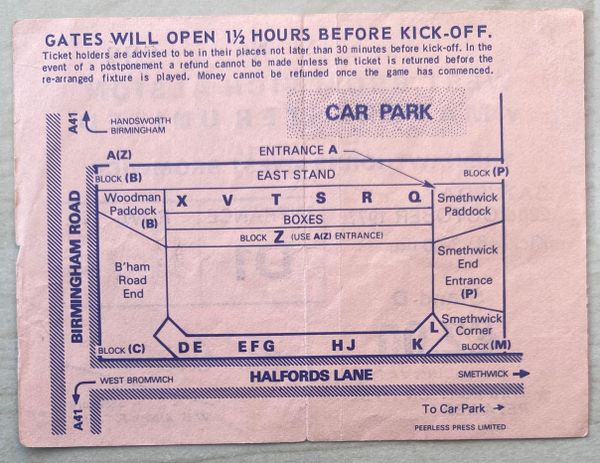 GATES WILL OPEN 1½ HOURS BEFORE KICK-OFF.
Ticket holders are advised to be in their places not later than 30 minutes before kick-off. In the
event of a postponement a refund cannot be made unless the ticket is returned before the
re-arranged fixture is played. Money cannot be refunded once the game has commenced.
CAR PARK
A41
HANDSWORTH
BIRMINGHAM
ENTRANCE A
A(Z)
BLOCK (B)
EAST STAND
BLOCK (P)
Woodman
Paddock
(B)
X V T S R Q
Smethwick
Paddock
BOXES
BLOCK Z (USE A(Z) ENTRANCE)
BIRMINGHAM ROAD
B'ham
Road
End
Smethwick
End
Entrance
(P)
Smethwick
Corner
BLOCK (C)
DE EFG HJ K L
BLOCK (M)
A41
WEST BROMWICH
HALFORDS LANE
SMETHWICK
To Car Park
PEERLESS PRESS LIMITED